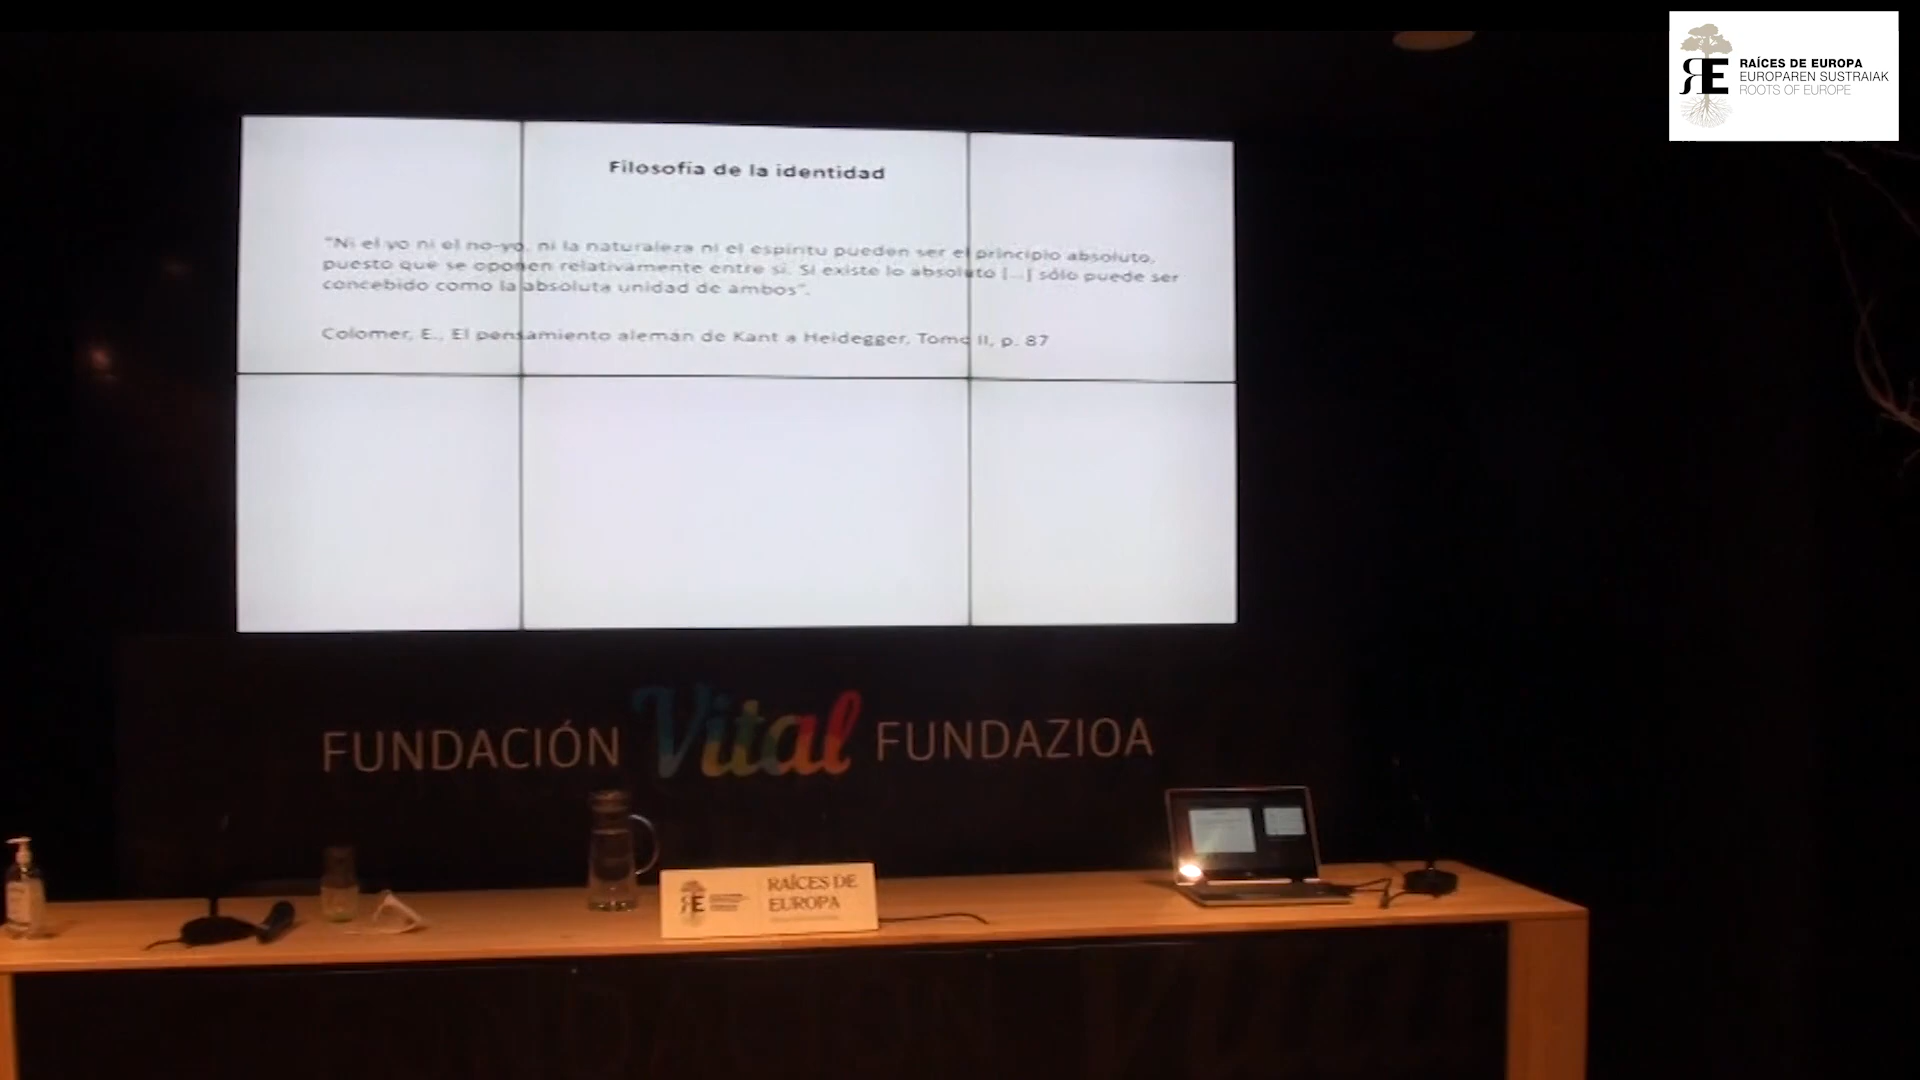 RAÍCES DE EUROPA
EUROPAREN SUSTRAIAK
ROOTS OF EUROPE
Filosofía de la identidad
"Ni el yo ni el no-yo, ni la naturaleza ni el espíritu pueden ser el principio absoluto,
puesto que se oponen relativamente entre sí. Si existe lo absoluto [...] sólo puede ser
concebido como la absoluta unidad de ambos".
Colomer, E., El pensamiento alemán de Kant a Heidegger, Tomo II, p. 87
FUNDACIÓN Vital FUNDAZIOA
RAÍCES DE
EUROPA